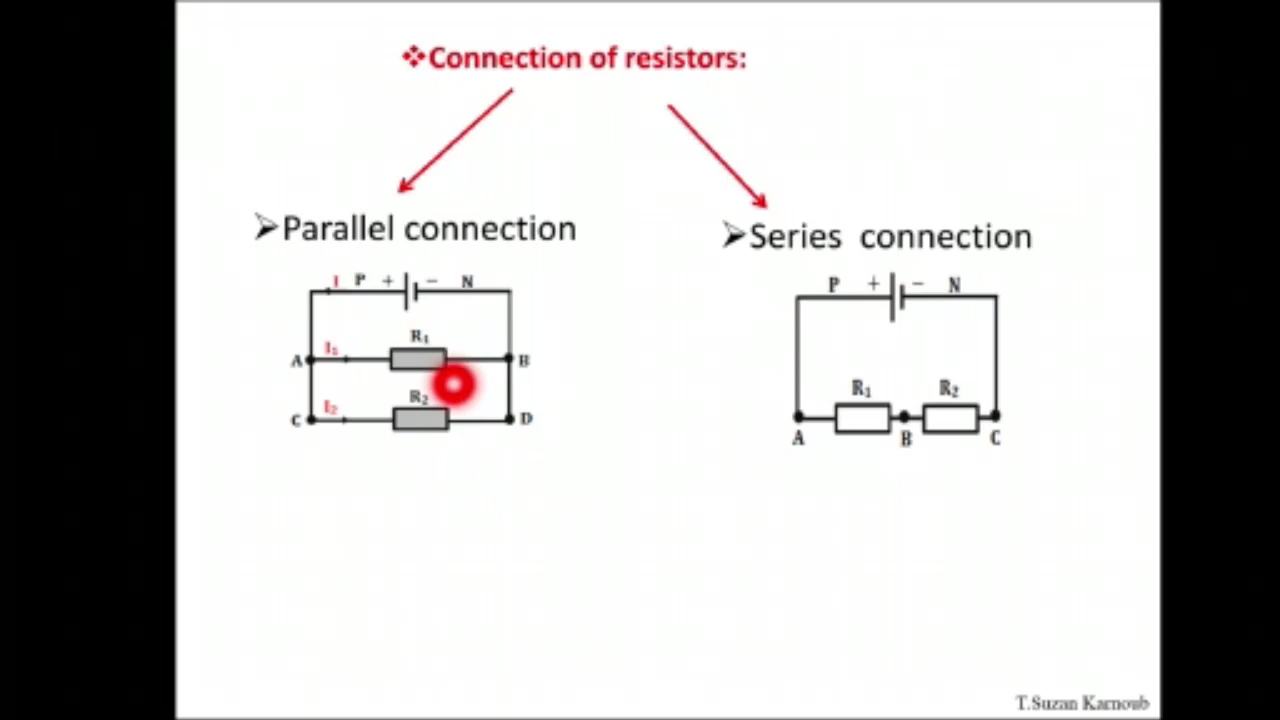 ❖Connection of resistors:
➢Parallel connection
I P + − N
R₁
A I₁ B
R₂
C I₂ D
➢Series  connection
P + − N
R₁ R₂
A B C
T.Suzan Karnoub